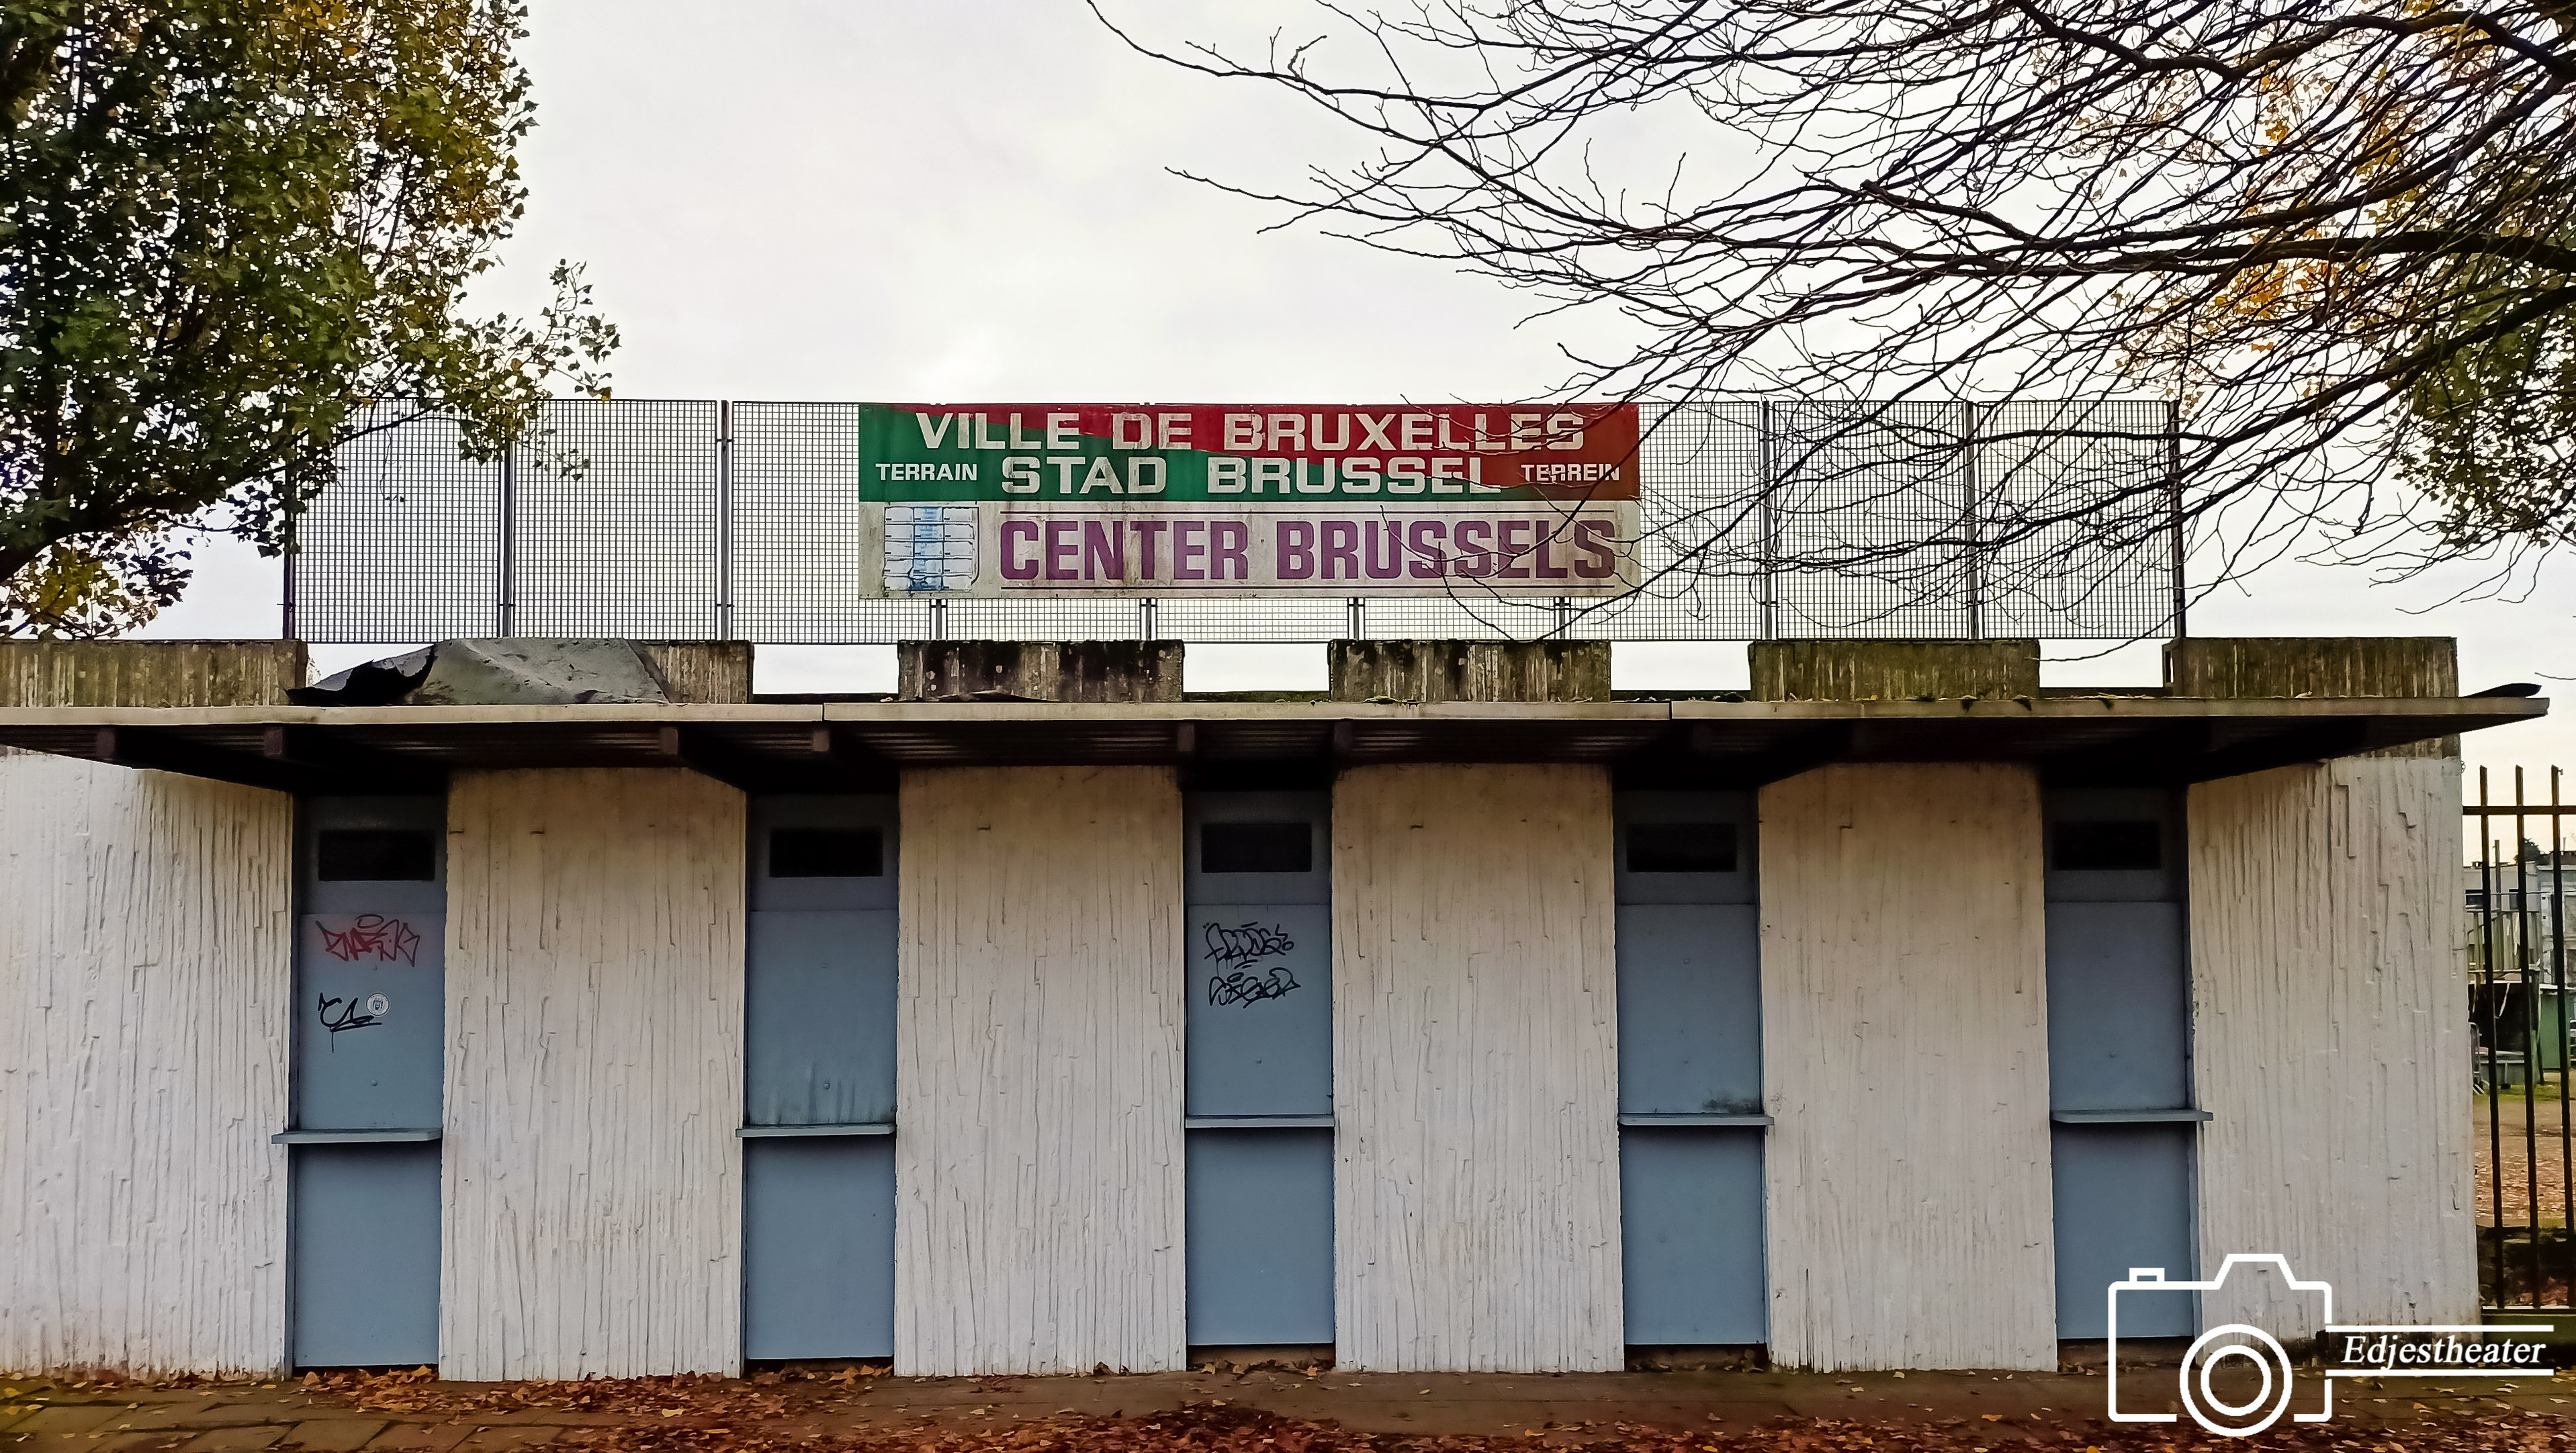 VILLE DE BRUXELLES
TERRAIN STAD BRUSSEL TERREIN
CENTER BRUSSELS
Edjestheater